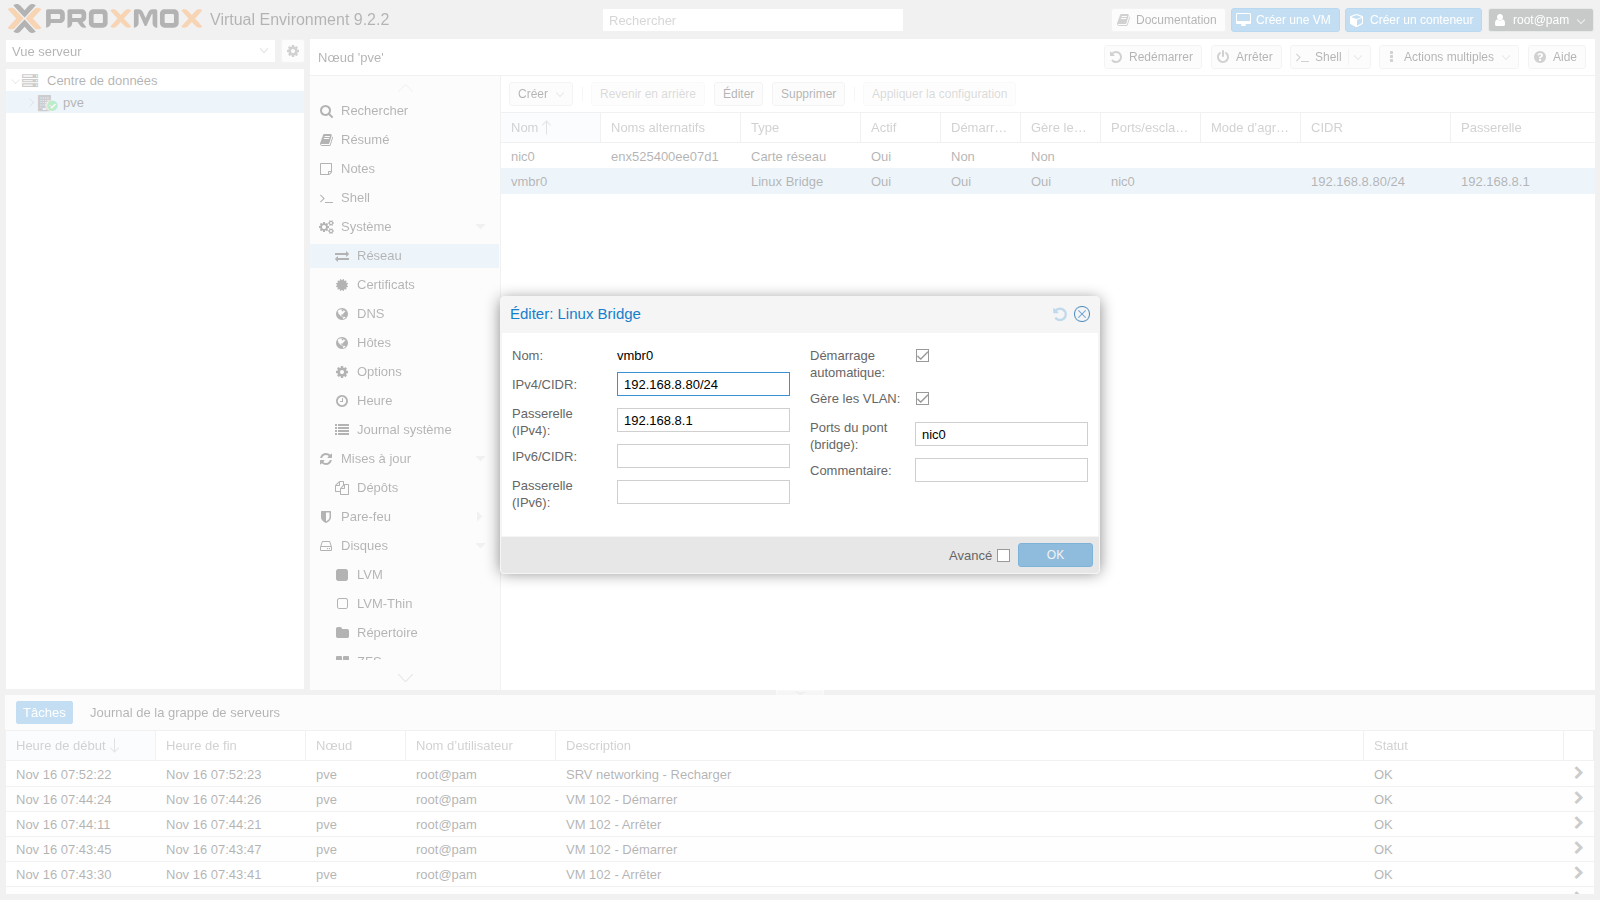 PROXMOX Virtual Environment 9.2.2
Rechercher
Documentation
Créer une VM
Créer un conteneur
root@pam
Vue serveur
Centre de données
pve
Nœud 'pve'
Redémarrer
Arrêter
Shell
Actions multiples
Aide
Rechercher
Résumé
Notes
Shell
Système
Réseau
Certificats
DNS
Hôtes
Options
Heure
Journal système
Mises à jour
Dépôts
Pare-feu
Disques
LVM
LVM-Thin
Répertoire
ZFS
Créer
Revenir en arrière
Éditer
Supprimer
Appliquer la configuration
Nom Noms alternatifs Type Actif Démarr... Gère le... Ports/escla... Mode d'agr... CIDR Passerelle
nic0 enx525400ee07d1 Carte réseau Oui Non Non
vmbr0 Linux Bridge Oui Oui Oui nic0 192.168.8.80/24 192.168.8.1
Éditer: Linux Bridge
Nom: vmbr0
IPv4/CIDR: 192.168.8.80/24
Passerelle
(IPv4): 192.168.8.1
IPv6/CIDR:
Passerelle
(IPv6):
Démarrage
automatique:
Gère les VLAN:
Ports du pont
(bridge): nic0
Commentaire:
Avancé
OK
Tâches
Journal de la grappe de serveurs
Heure de début Heure de fin Nœud Nom d'utilisateur Description Statut
Nov 16 07:52:22 Nov 16 07:52:23 pve root@pam SRV networking - Recharger OK
Nov 16 07:44:24 Nov 16 07:44:26 pve root@pam VM 102 - Démarrer OK
Nov 16 07:44:11 Nov 16 07:44:21 pve root@pam VM 102 - Arrêter OK
Nov 16 07:43:45 Nov 16 07:43:47 pve root@pam VM 102 - Démarrer OK
Nov 16 07:43:30 Nov 16 07:43:41 pve root@pam VM 102 - Arrêter OK